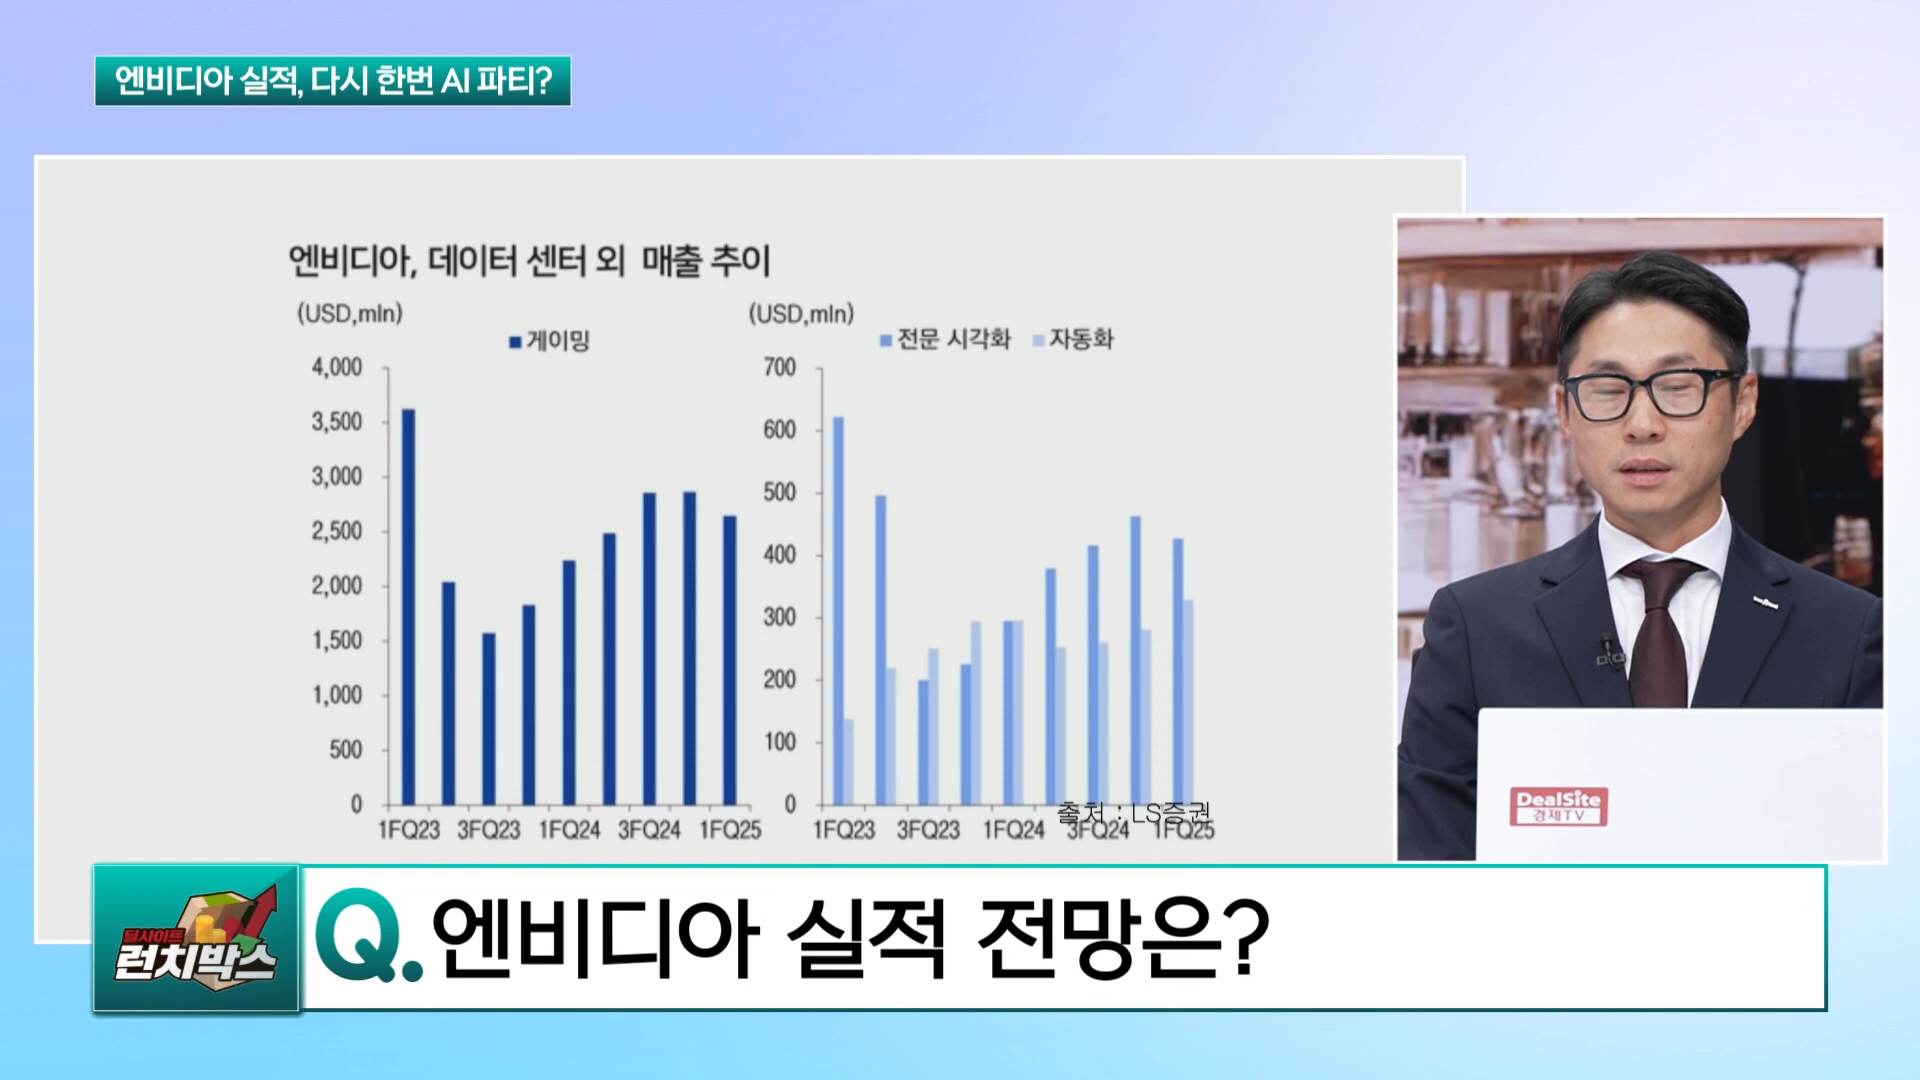 엔비디아 실적, 다시 한번 AI 파티?
엔비디아, 데이터 센터 외 매출 추이
(USD,mln)
게이밍
4,000
3,500
3,000
2,500
2,000
1,500
1,000
500
0
1FQ23 3FQ23 1FQ24 3FQ24 1FQ25
(USD,mln)
전문 시각화 자동화
700
600
500
400
300
200
100
0
1FQ23 3FQ23 1FQ24 3FQ24 1FQ25
출처 : LS증권
DealSite
경제TV
딜사이트
런치박스
Q. 엔비디아 실적 전망은?